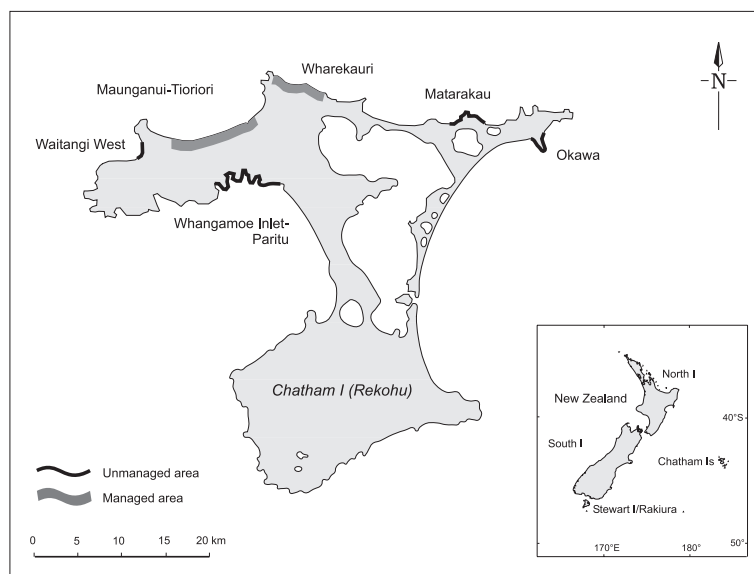 Wharekauri
Maunganui-Tioriori
Matarakau
N
Waitangi West
Okawa
Whangamoe Inlet-
Paritu
Chatham I (Rekohu)
North I
New Zealand
40°S
South I
Chatham Is
Unmanaged area
Managed area
Stewart I/Rakiura
0 5 10 15 20 km
50°
170°E 180°